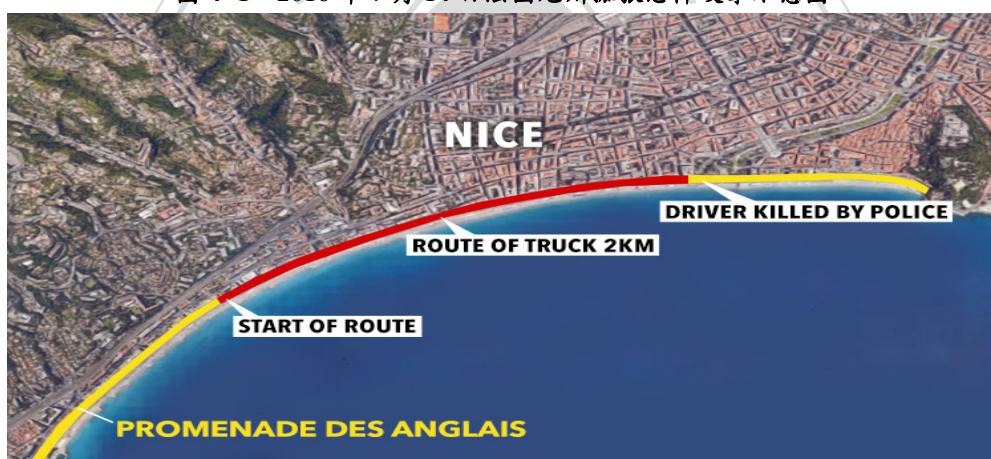 NICE
DRIVER KILLED BY POLICE
ROUTE OF TRUCK 2KM
START OF ROUTE
PROMENADE DES ANGLAIS